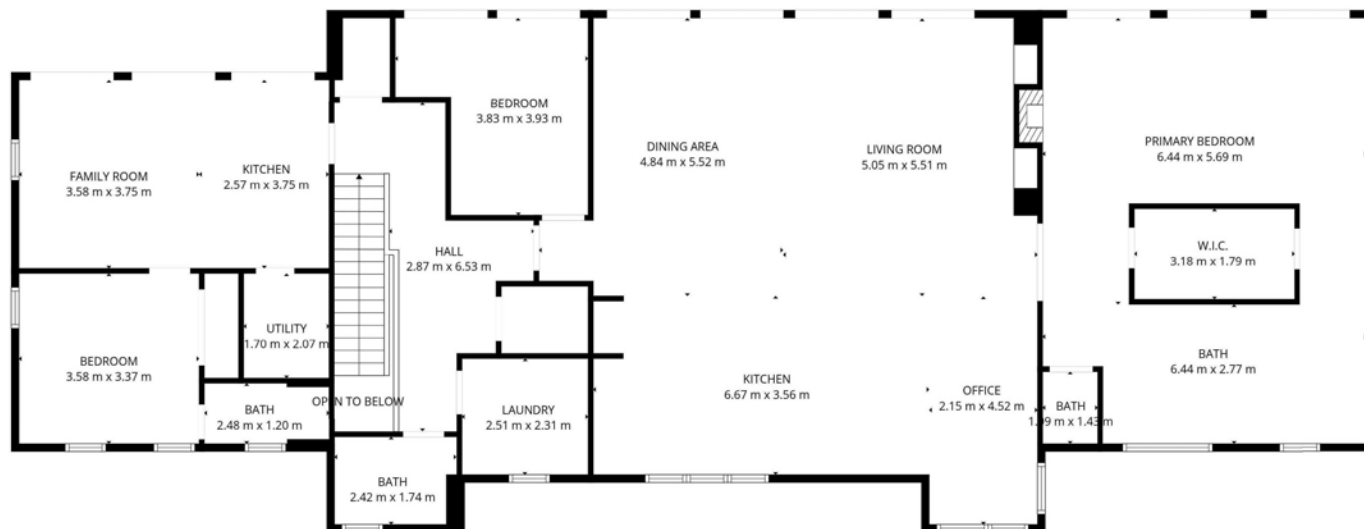 BEDROOM
3.83 m x 3.93 m
DINING AREA
4.84 m x 5.52 m
LIVING ROOM
5.05 m x 5.51 m
PRIMARY BEDROOM
6.44 m x 5.69 m
FAMILY ROOM
3.58 m x 3.75 m
KITCHEN
2.57 m x 3.75 m
HALL
2.87 m x 6.53 m
W.I.C.
3.18 m x 1.79 m
UTILITY
1.70 m x 2.07 m
BEDROOM
3.58 m x 3.37 m
BATH
6.44 m x 2.77 m
KITCHEN
6.67 m x 3.56 m
OFFICE
2.15 m x 4.52 m
OPEN TO BELOW
BATH
2.48 m x 1.20 m
LAUNDRY
2.51 m x 2.31 m
BATH
1.09 m x 1.43 m
BATH
2.42 m x 1.74 m